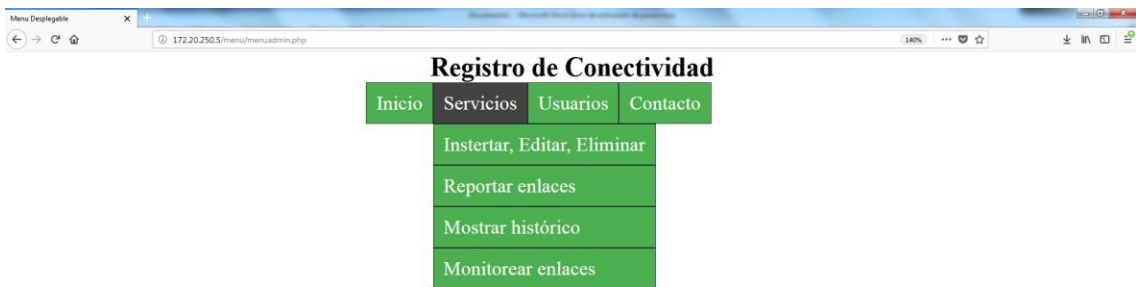 Menu Desplegable
172.20.250.5/menu/menuadmin.php
140%
Registro de Conectividad
Inicio Servicios Usuarios Contacto
Instertar, Editar, Eliminar
Reportar enlaces
Mostrar histórico
Monitorear enlaces